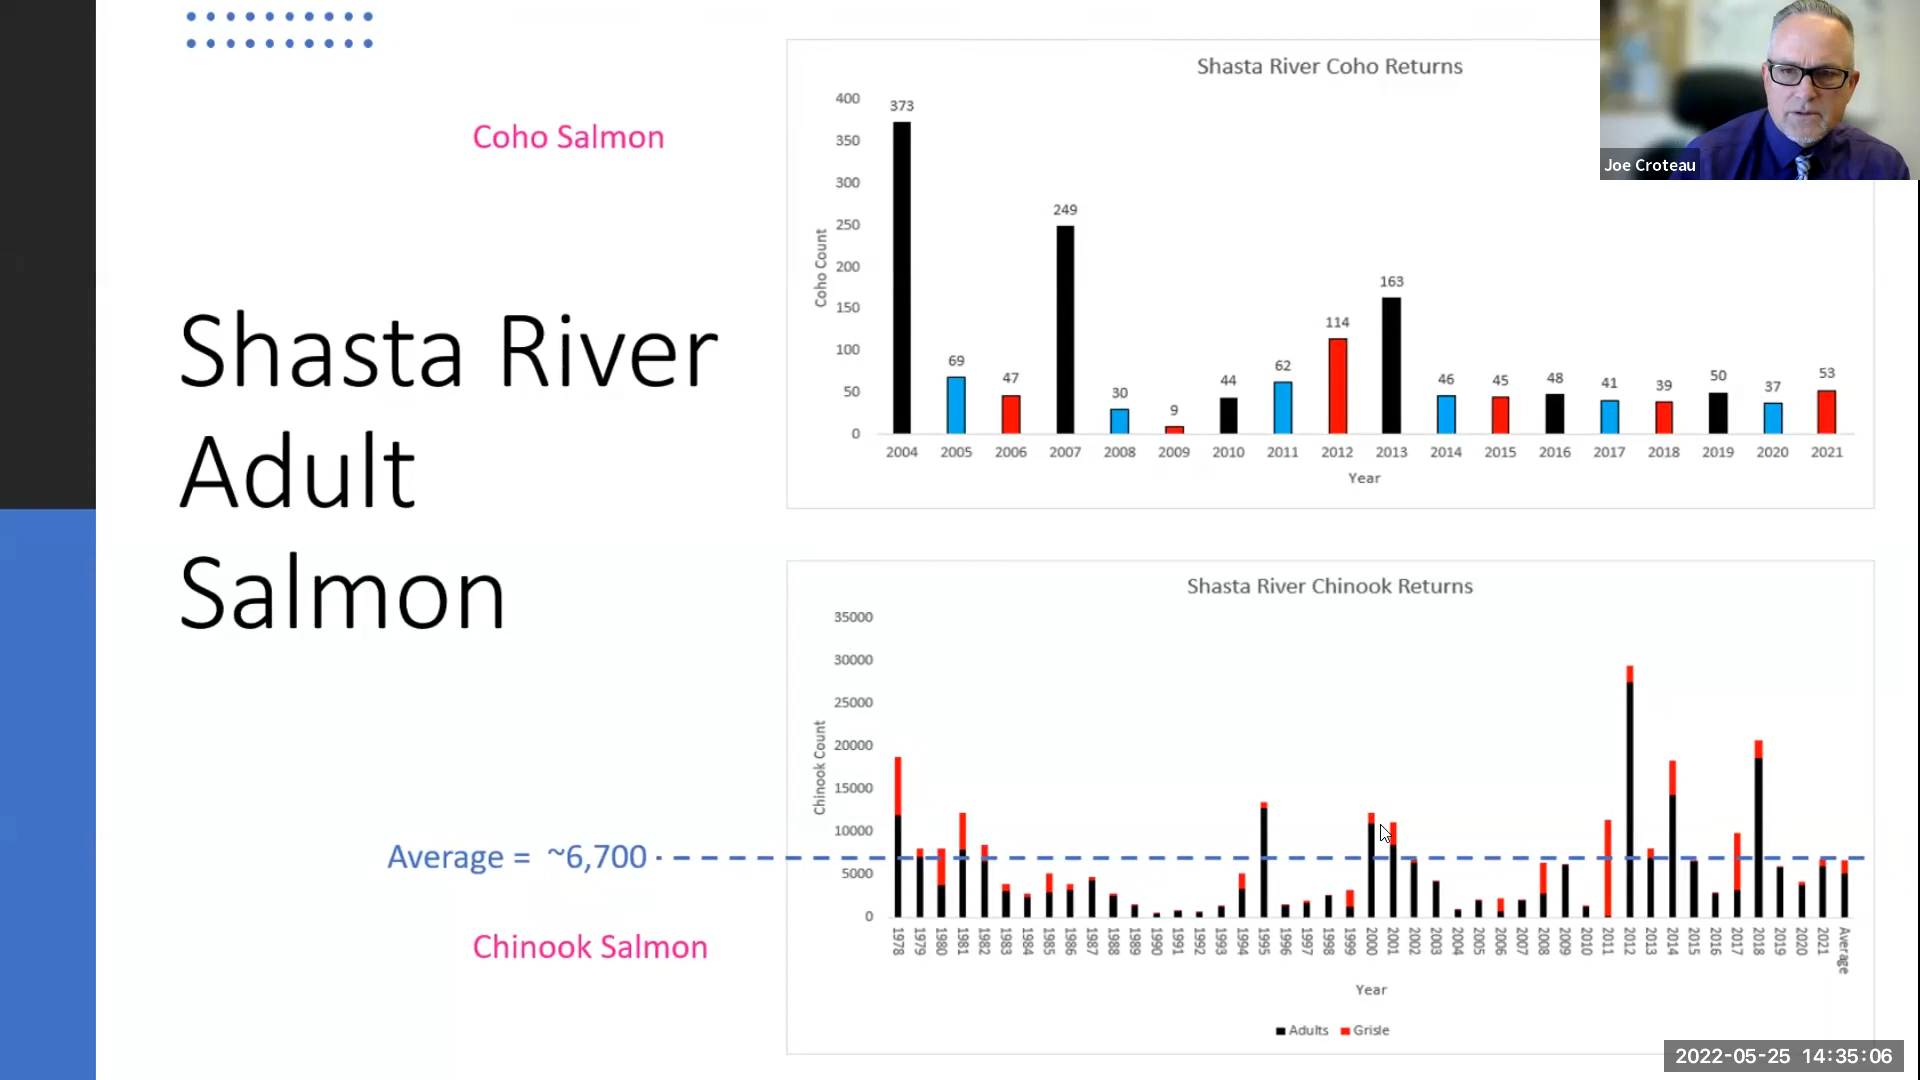 Shasta River
Adult
Salmon
Coho Salmon
Shasta River Coho Returns
Coho Count
400
350
300
250
200
150
100
50
0
373
69
47
249
30
9
44
62
114
163
46
45
48
41
39
50
37
53
2004 2005 2006 2007 2008 2009 2010 2011 2012 2013 2014 2015 2016 2017 2018 2019 2020 2021
Year
Joe Croteau
Average = ~6,700
Chinook Salmon
Shasta River Chinook Returns
Chinook Count
35000
30000
25000
20000
15000
10000
5000
0
1978 1979 1980 1981 1982 1983 1984 1985 1986 1987 1988 1989 1990 1991 1992 1993 1994 1995 1996 1997 1998 1999 2000 2001 2002 2003 2004 2005 2006 2007 2008 2009 2010 2011 2012 2013 2014 2015 2016 2017 2018 2019 2020 2021 Average
Year
Adults Grisle
2022-05-25 14:35:06